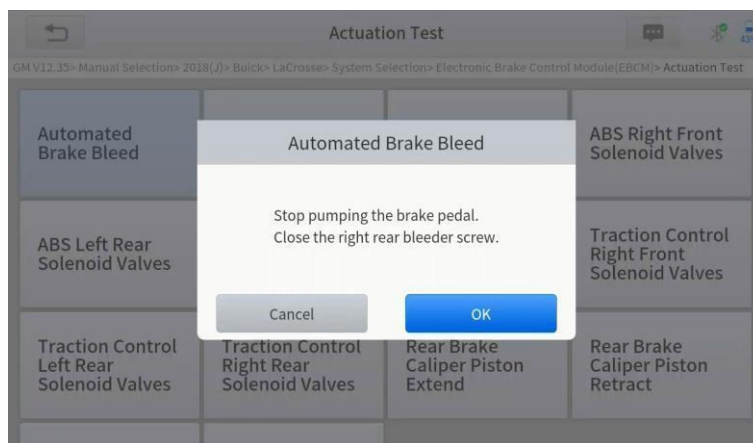 Actuation Test
43%
GM V12.35> Manual Selection> 2018(J)> Buick> LaCrosse> System Selection> Electronic Brake Control Module(EBCM)> Actuation Test
Automated
Brake Bleed
ABS Right Front
Solenoid Valves
Automated Brake Bleed
Stop pumping the brake pedal.
Close the right rear bleeder screw.
Cancel
OK
ABS Left Rear
Solenoid Valves
Traction Control
Right Front
Solenoid Valves
Traction Control
Left Rear
Solenoid Valves
Traction Control
Right Rear
Solenoid Valves
Rear Brake
Caliper Piston
Extend
Rear Brake
Caliper Piston
Retract